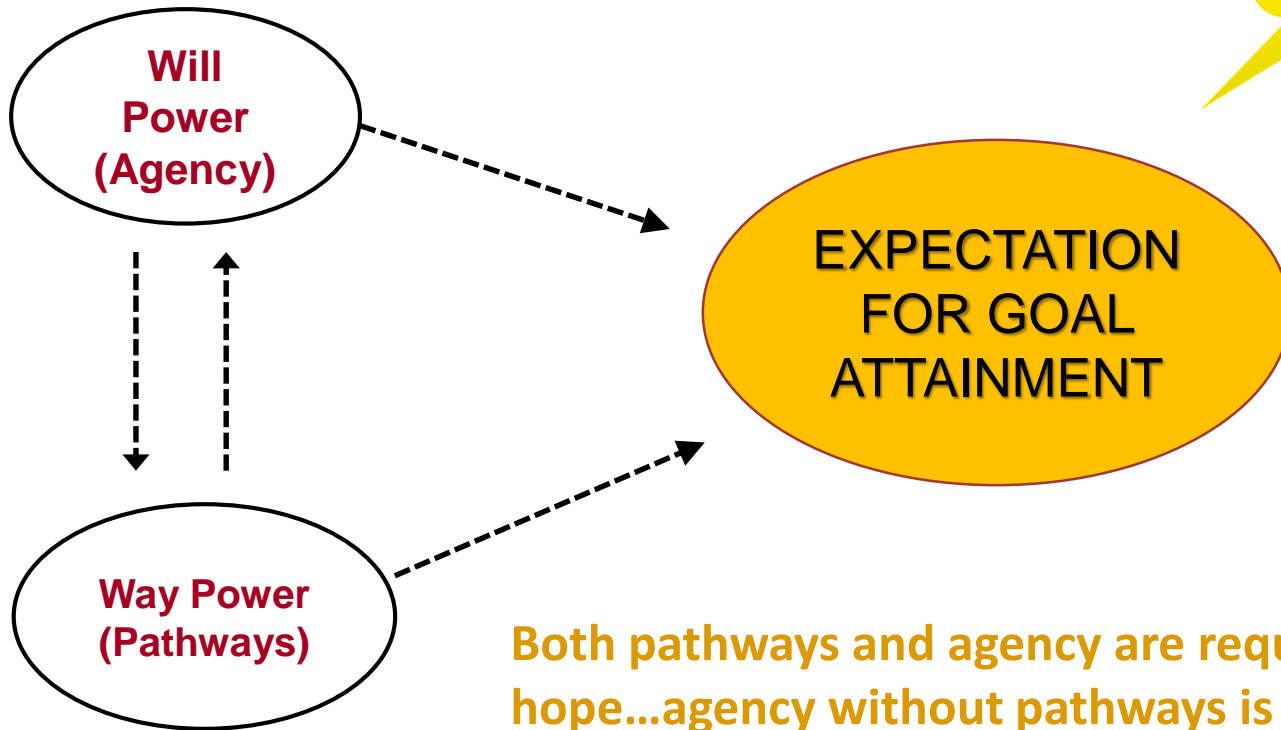 Will
Power
(Agency)
EXPECTATION
FOR GOAL
ATTAINMENT
Way Power
(Pathways)
Both pathways and agency are
hope…agency without pathways is